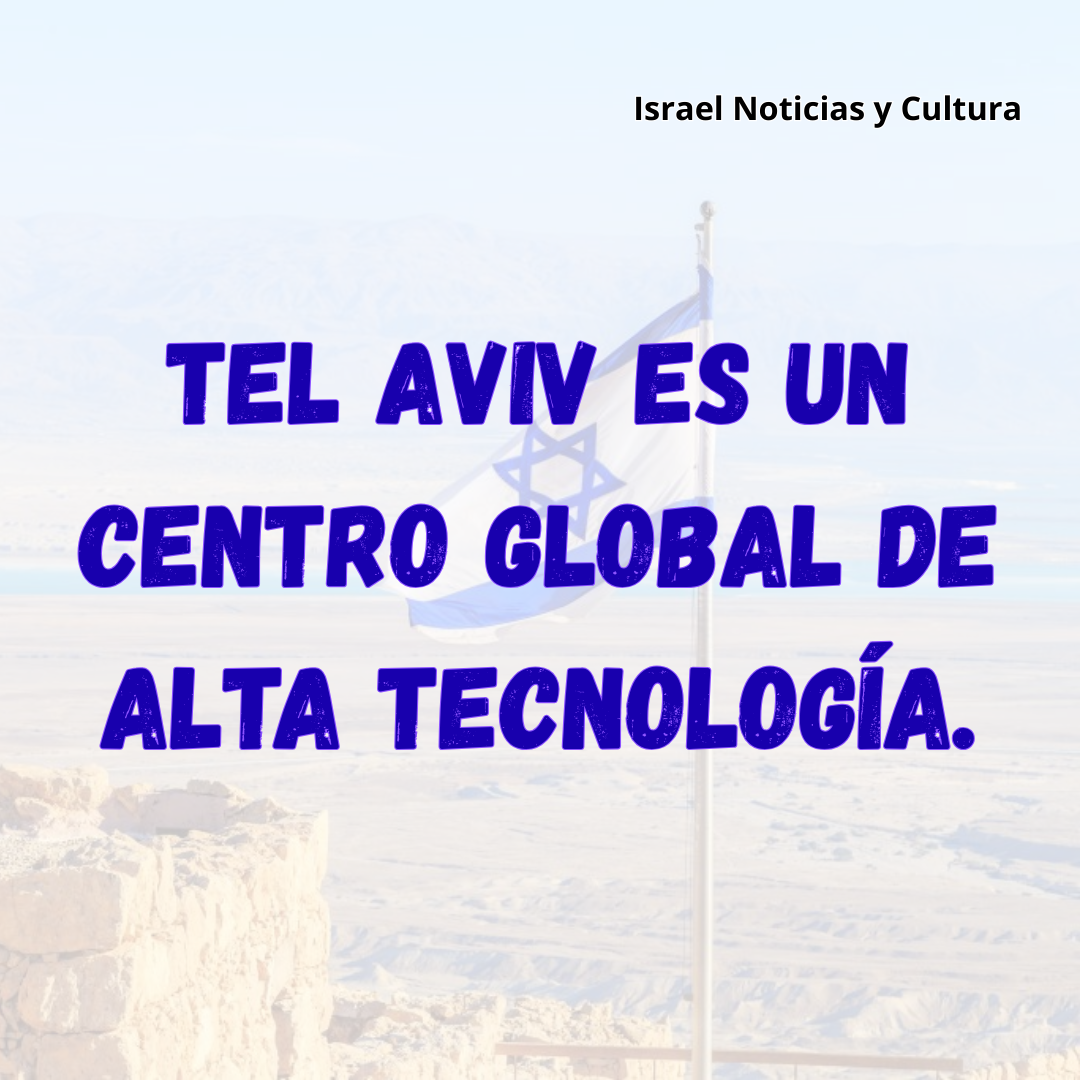 Israel Noticias y Cultura
TEL AVIV ES UN
CENTRO GLOBAL DE
ALTA TECNOLOGÍA.